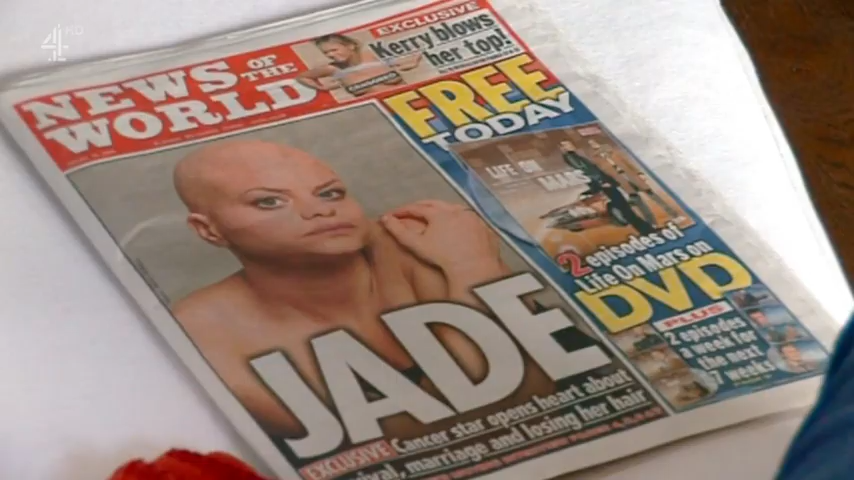 4 HD
NEWS
OF THE
WORLD
EXCLUSIVE
Kerry blows
her top!
CENSORED
FREE
TODAY
LIFE ON
MARS
2 episodes of
Life On Mars on
DVD
PLUS
2 episodes
a week for
the next
7 weeks
JADE
EXCLUSIVE Cancer star opens heart about
marriage and losing her hair